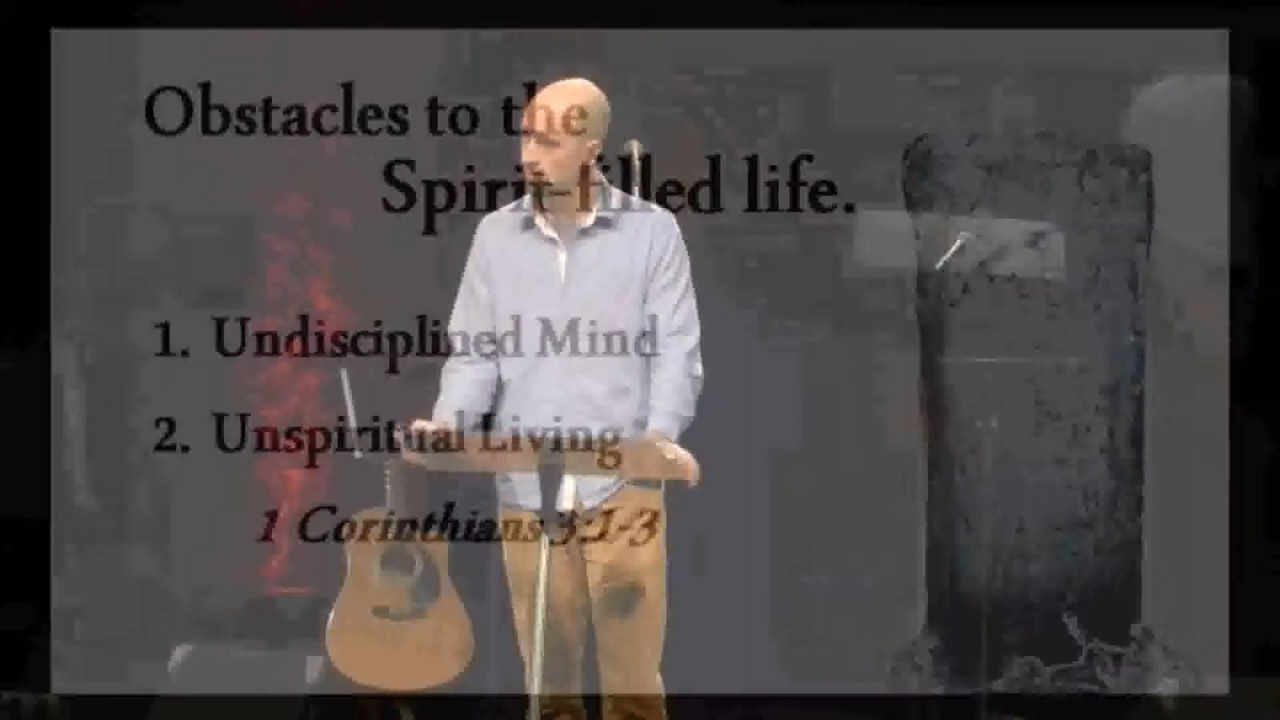 Obstacles to the
Spirit-filled life.
1. Undisciplined Mind
2. Unspiritual Living
1 Corinthians 3:1-3